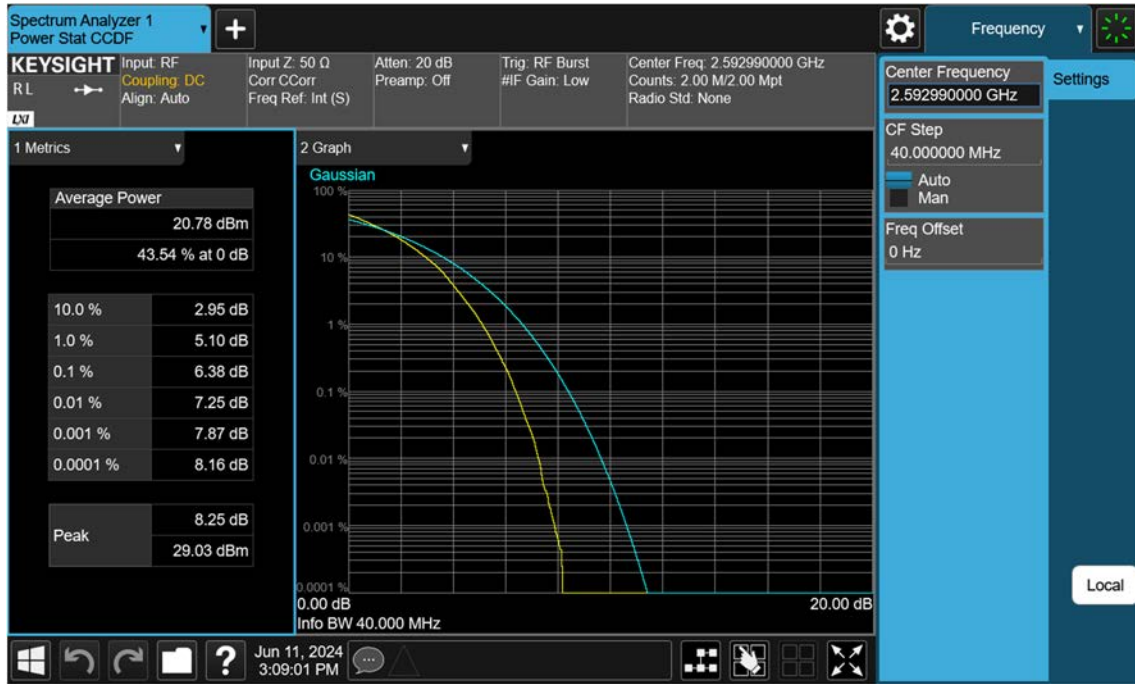 Spectrum Analyzer 1
Power Stat CCDF
Frequency
KEYSIGHT
R L
LXI
Input: RF
Coupling: DC
Align: Auto
Input Z: 50 Ω
Corr CCorr
Freq Ref: Int (S)
Atten: 20 dB
Preamp: Off
Trig: RF Burst
#IF Gain: Low
Center Freq: 2.592990000 GHz
Counts: 2.00 M/2.00 Mpt
Radio Std: None
Center Frequency
2.592990000 GHz
Settings
CF Step
40.000000 MHz
Auto
Man
Freq Offset
0 Hz
1 Metrics
Average Power
20.78 dBm
43.54 % at 0 dB
10.0 % 2.95 dB
1.0 % 5.10 dB
0.1 % 6.38 dB
0.01 % 7.25 dB
0.001 % 7.87 dB
0.0001 % 8.16 dB
Peak
8.25 dB
29.03 dBm
2 Graph
Gaussian
100 %
10 %
1 %
0.1 %
0.01 %
0.001 %
0.0001 %
0.00 dB 20.00 dB
Info BW 40.000 MHz
Local
?
Jun 11, 2024
3:09:01 PM